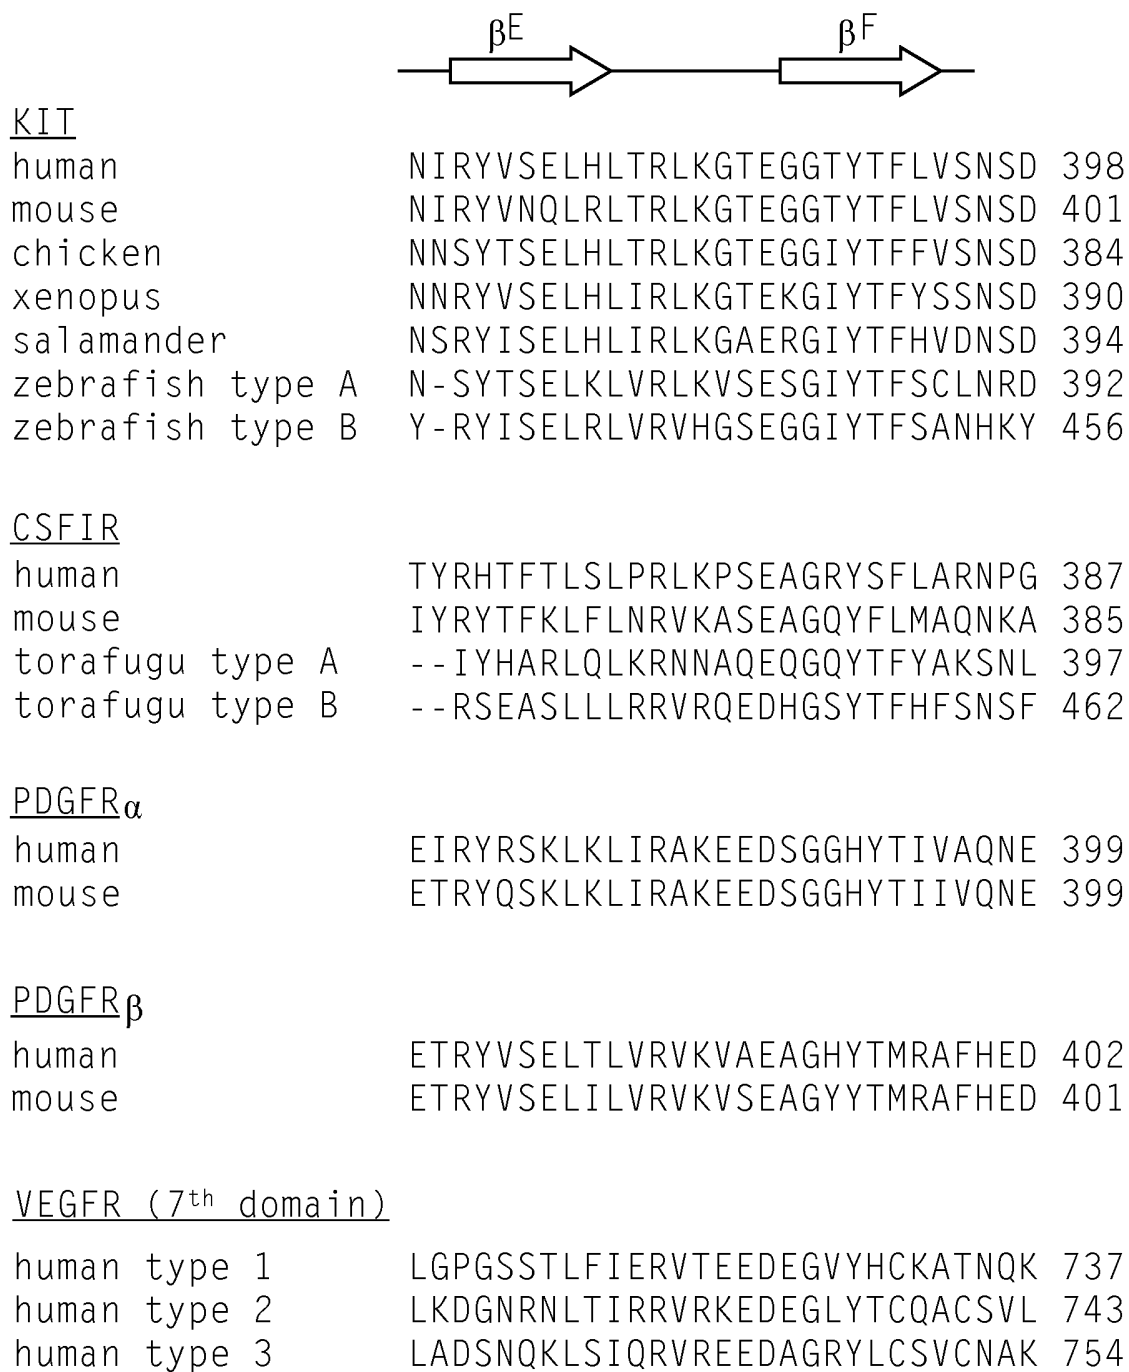 βE βF
KIT
human NIRYVSELHLTRLKGTEGGTYTFLVSNSD 398
mouse NIRYVNQLRLTRLKGTEGGTYTFLVSNSD 401
chicken NNSYTSELHLTRLKGTEGGIYTFFVSNSD 384
xenopus NNRYVSELHLIRLKGTEKGIYTFYSSNSD 390
salamander NSRYISELHLIRLKGAERGIYTFHVDNSD 394
zebrafish type A N-SYTSELKLVRLKVSESGIYTFSCLNRD 392
zebrafish type B Y-RYISELRLVRVHGSEGGIYTFSANHKY 456
CSFIR
human TYRHTFTLSLPRLKPSEAGRYSFLARNPG 387
mouse IYRYTFKLFLNRVKASEAGQYFLMAQNKA 385
torafugu type A --IYHARLQLKRNNAQEQGQYTFYAKSNL 397
torafugu type B --RSEASLLLRRVRQEDHGSYTFHFSNSF 462
PDGFRα
human EIRYRSKLKLIRAKEEDSGGHYTIVAQNE 399
mouse ETRYQSKLKLIRAKEEDSGGHYTIIVQNE 399
PDGFRβ
human ETRYVSELTLVRVKVAEAGHYTMRAFHED 402
mouse ETRYVSELILVRVKVSEAGYYTMRAFHED 401
VEGFR (7th domain)
human type 1 LGPGSSTLFIERVTEEDEGVYHCKATNQK 737
human type 2 LKDGNRNLTIRRVRKEDEGLYTCQACSVL 743
human type 3 LADSNQKLSIQRVREEDAGRYLCSVCNAK 754